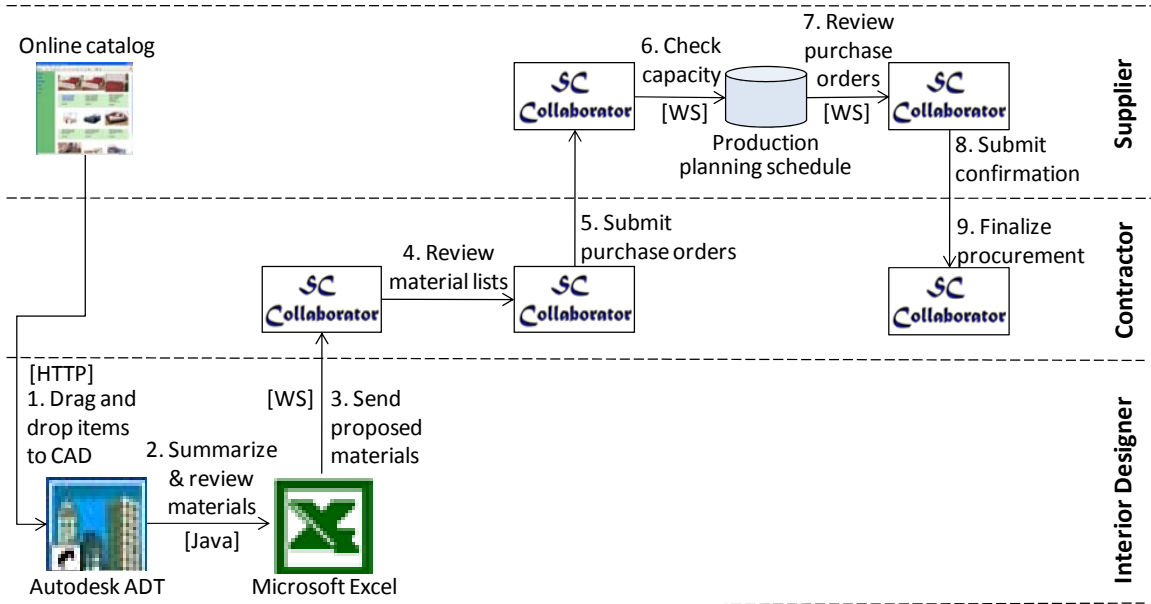 Online catalog
6. Check
capacity
[WS]
7. Review
purchase
orders
[WS]
SC
Collaborator
SC
Collaborator
Production
planning schedule
8. Submit
confirmation
Supplier
5. Submit
purchase orders
9. Finalize
procurement
4. Review
material lists
SC
Collaborator
SC
Collaborator
SC
Collaborator
Contractor
[HTTP]
1. Drag and
drop items
to CAD
[WS]
3. Send
proposed
materials
2. Summarize
& review
materials
[Java]
Autodesk ADT
Microsoft Excel
Interior Designer